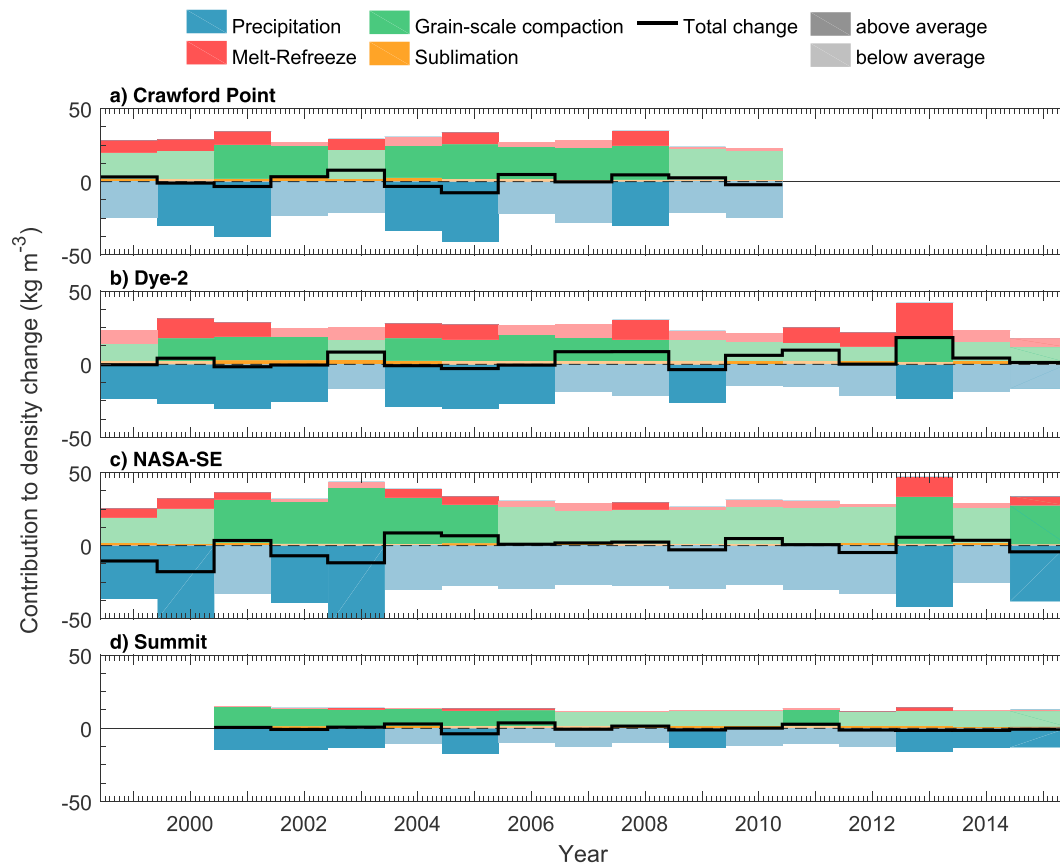 Precipitation Grain-scale compaction Total change above average
Melt-Refreeze Sublimation below average
a) Crawford Point
50
0
-50
b) Dye-2
50
0
-50
c) NASA-SE
50
0
-50
d) Summit
50
0
-50
Contribution to density change (kg m-3)
2000 2002 2004 2006 2008 2010 2012 2014
Year